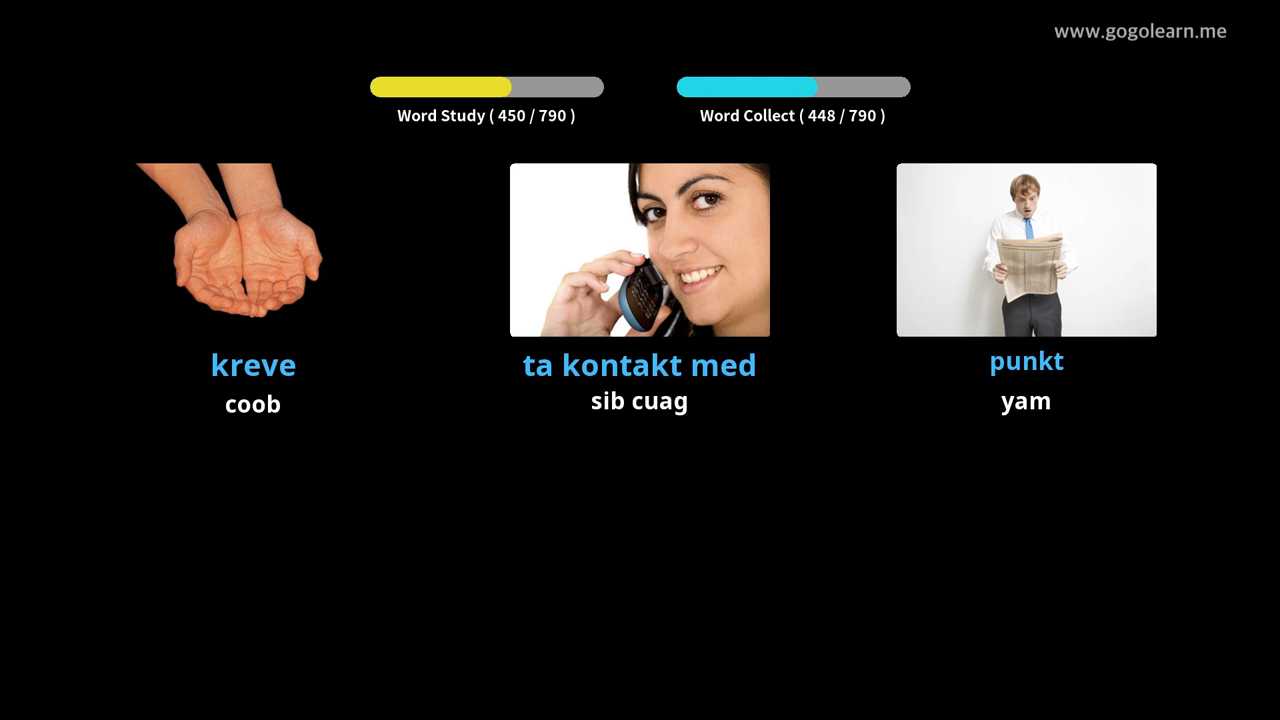 www.gogolearn.me
Word Study ( 450 / 790 )
Word Collect ( 448 / 790 )
kreve
coob
ta kontakt med
sib cuag
punkt
yam